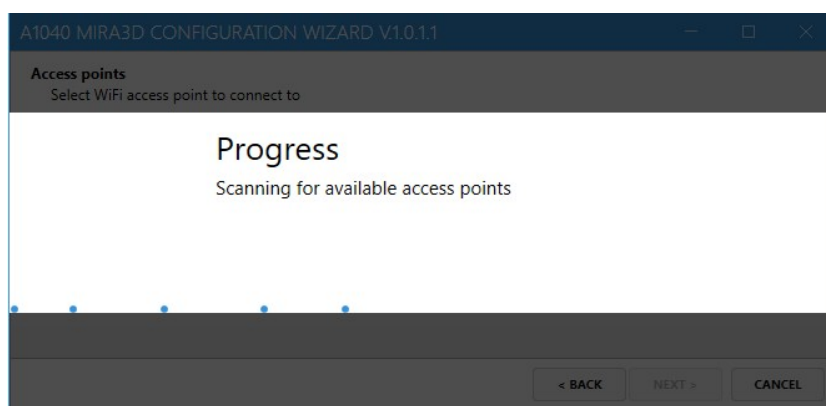 A1040 MIRA3D CONFIGURATION WIZARD V.1.0.1.1
Access points
Select WiFi access point to connect to
Progress
Scanning for available access points
< BACK NEXT > CANCEL